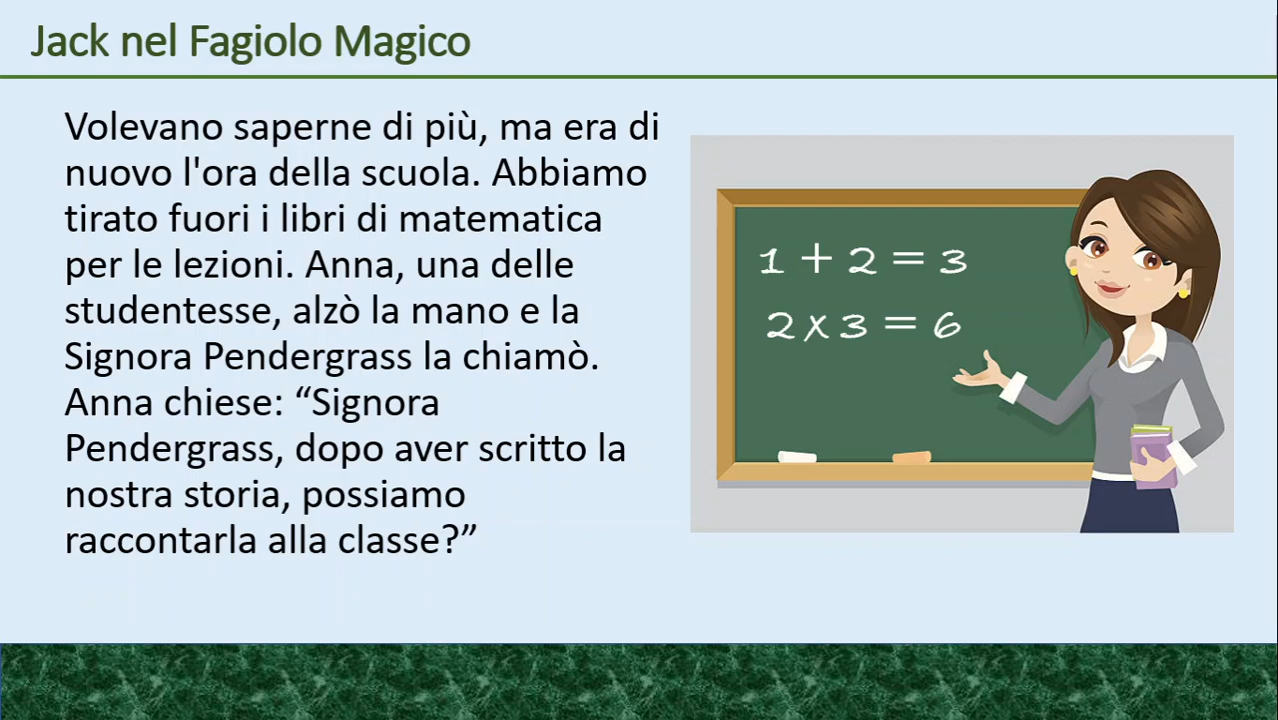 Jack nel Fagiolo Magico
Volevano saperne di più, ma era di
nuovo l'ora della scuola. Abbiamo
tirato fuori i libri di matematica
per le lezioni. Anna, una delle
studentesse, alzò la mano e la
Signora Pendergrass la chiamò.
Anna chiese: “Signora
Pendergrass, dopo aver scritto la
nostra storia, possiamo
raccontarla alla classe?”
1 + 2 = 3
2 x 3 = 6